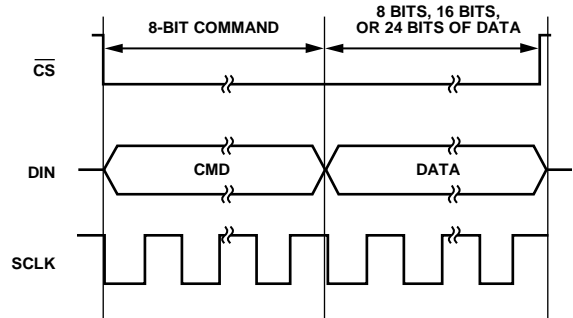 8-BIT COMMAND
8 BITS, 16 BITS,
OR 24 BITS OF DATA
CS
DIN
CMD
DATA
SCLK